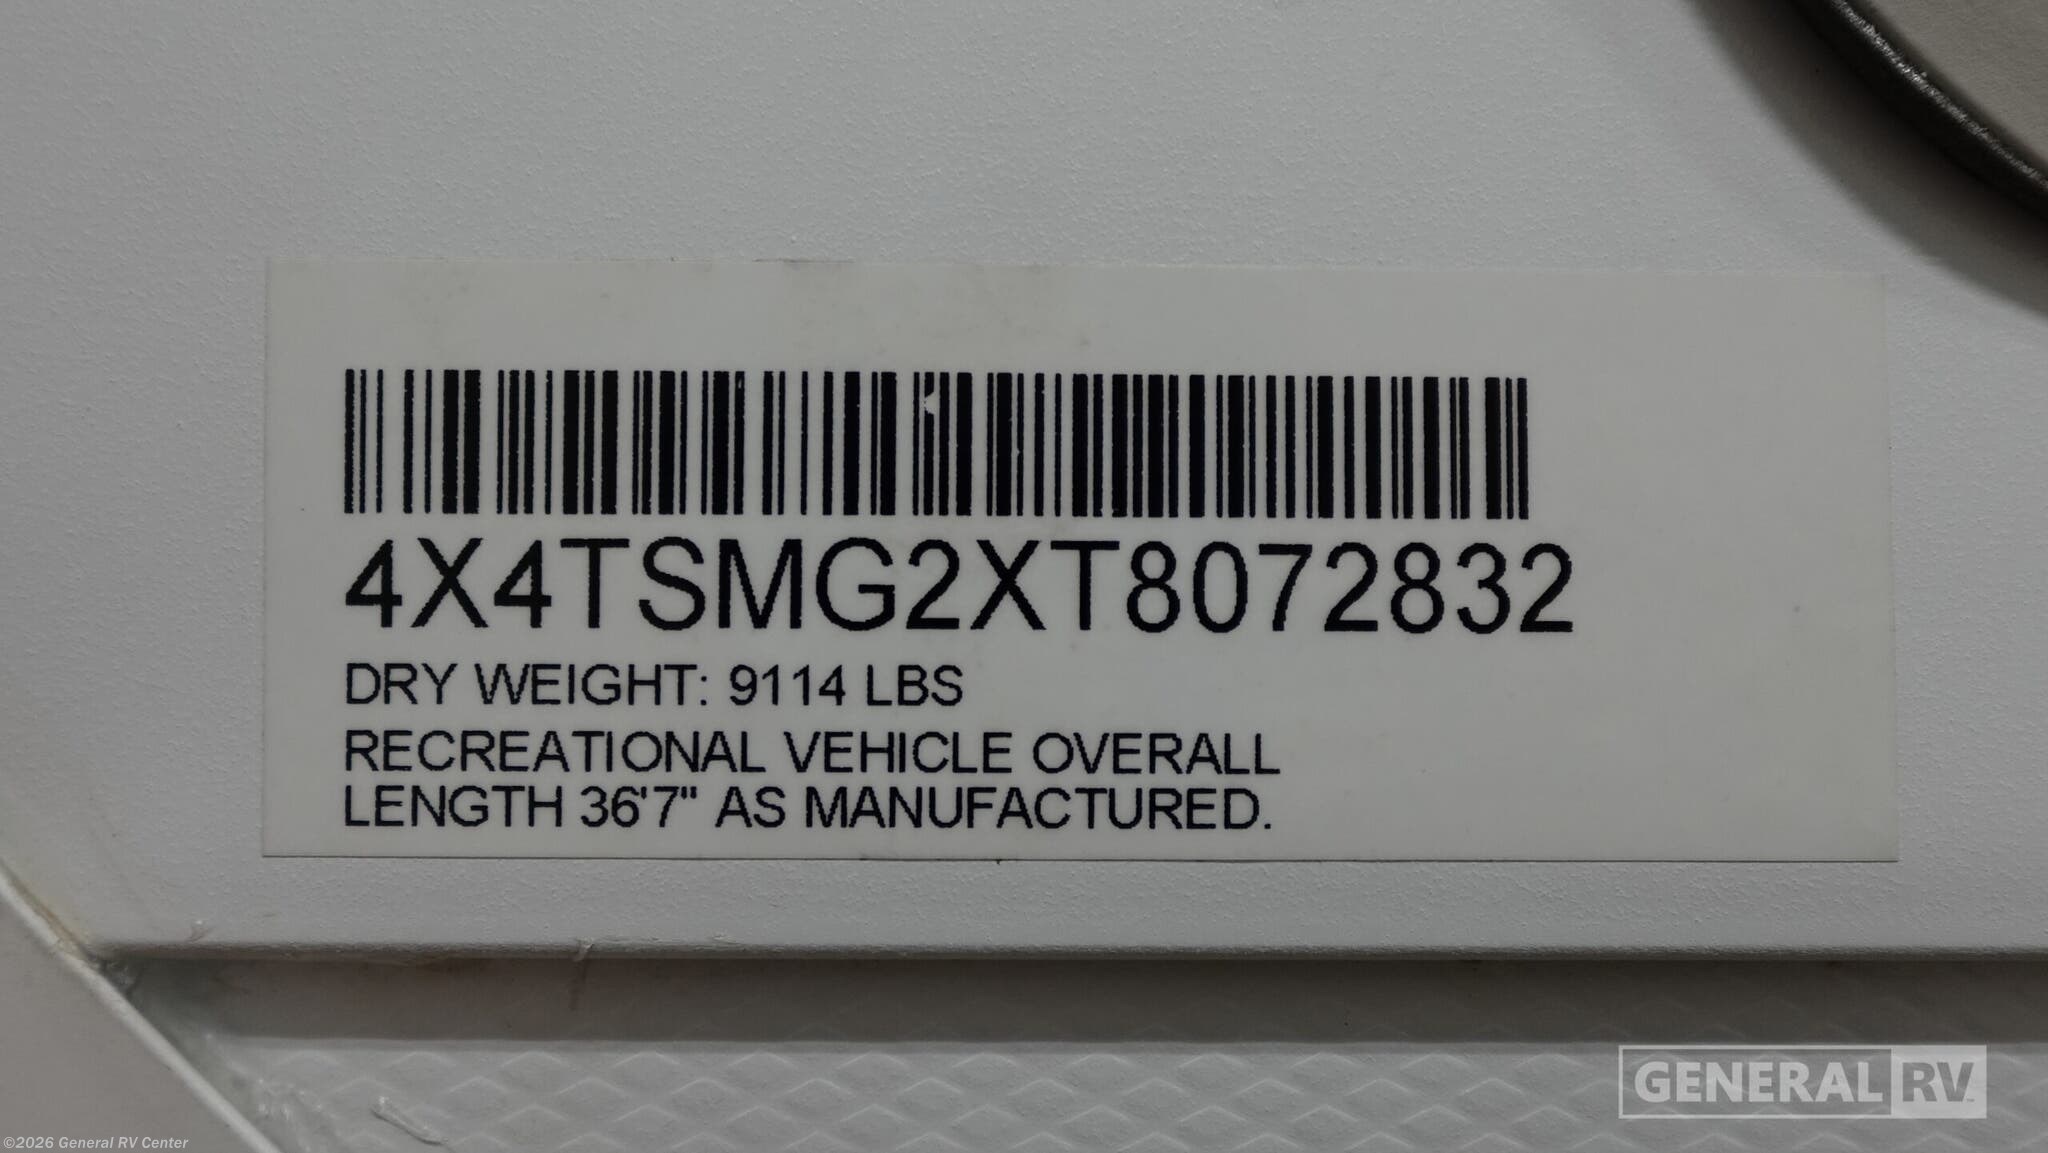 4X4TSMG2XT8072832
DRY WEIGHT: 9114 LBS
RECREATIONAL VEHICLE OVERALL
LENGTH 36'7" AS MANUFACTURED.
GENERAL RV
©2026 General RV Center